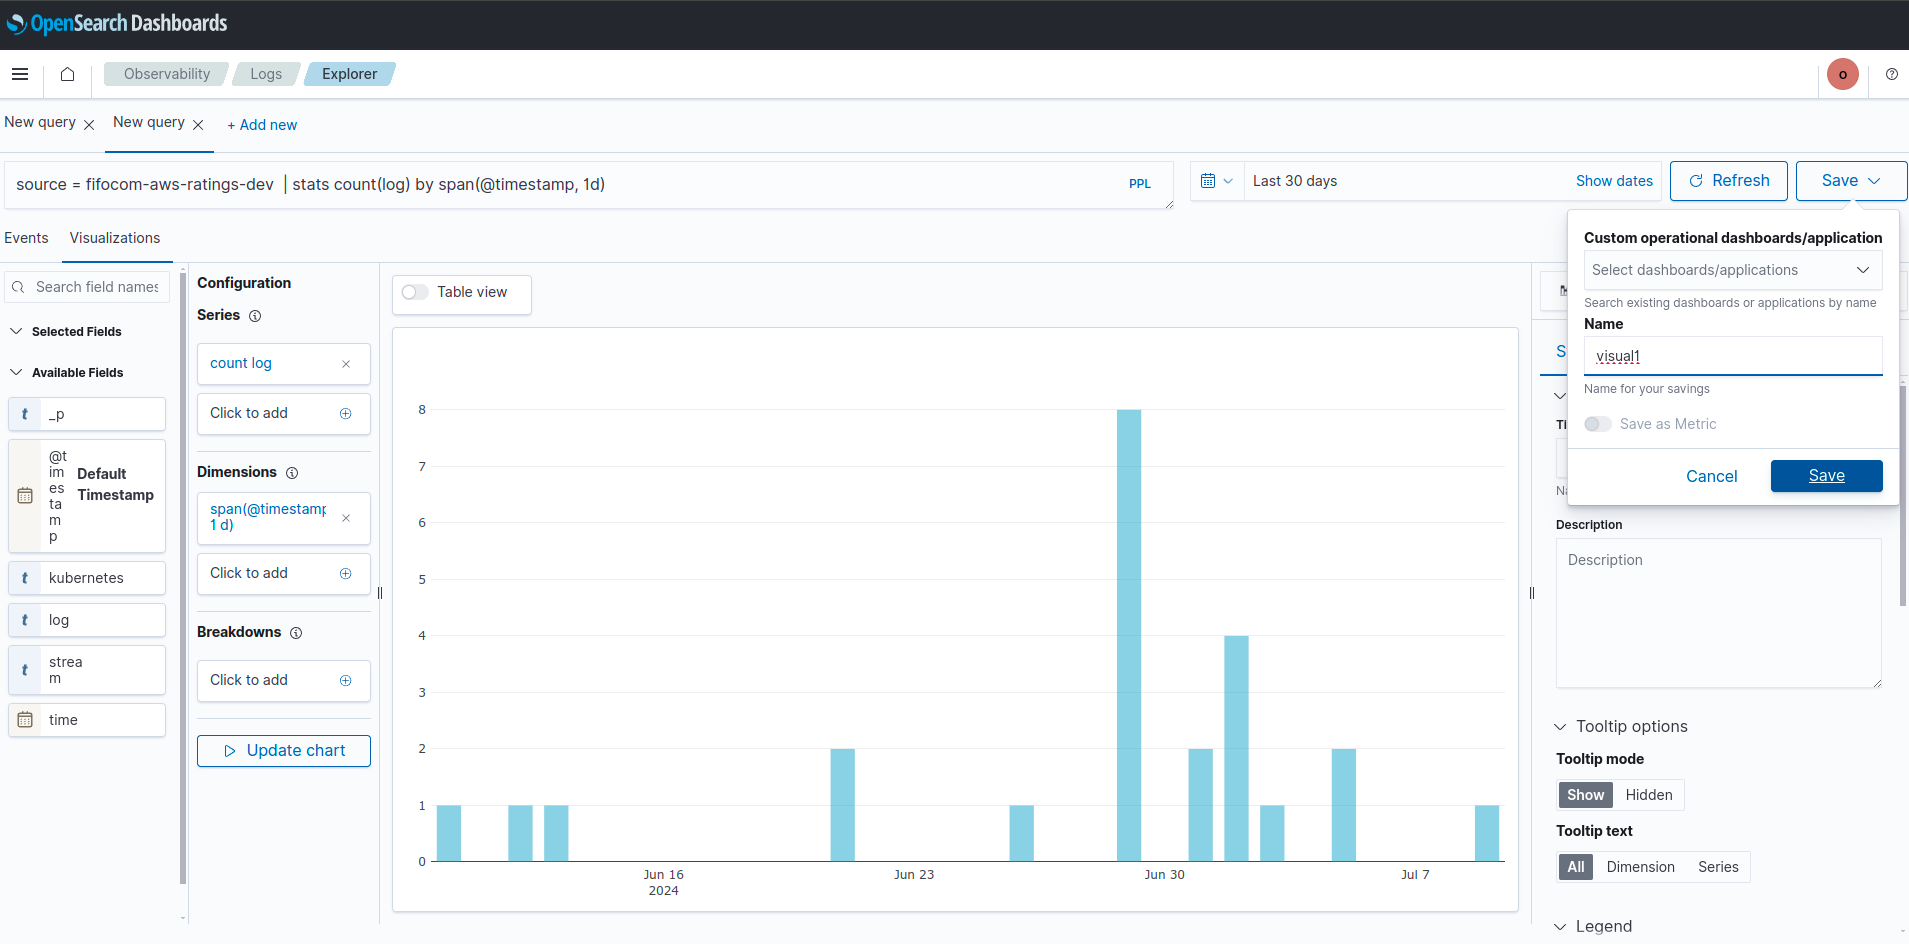 OpenSearch Dashboards
Observability
Logs
Explorer
o
New query
New query
+ Add new
source = fifocom-aws-ratings-dev | stats count(log) by span(@timestamp, 1d)
PPL
Last 30 days
Show dates
Refresh
Save
Events
Visualizations
Search field names
Selected Fields
Available Fields
t _p
@t
im
es
ta
m
p
Default
Timestamp
t kubernetes
t log
t strea
m
time
Configuration
Series
count log
Click to add
Dimensions
span(@timestamp
1 d)
Click to add
Breakdowns
Click to add
Update chart
Table view
8
7
6
5
4
3
2
1
0
Jun 16
2024
Jun 23
Jun 30
Jul 7
Custom operational dashboards/application
Select dashboards/applications
Search existing dashboards or applications by name
Name
visual1
Name for your savings
Save as Metric
Cancel
Save
S
Ti
Na
Description
Description
Tooltip options
Tooltip mode
Show
Hidden
Tooltip text
All
Dimension
Series
Legend